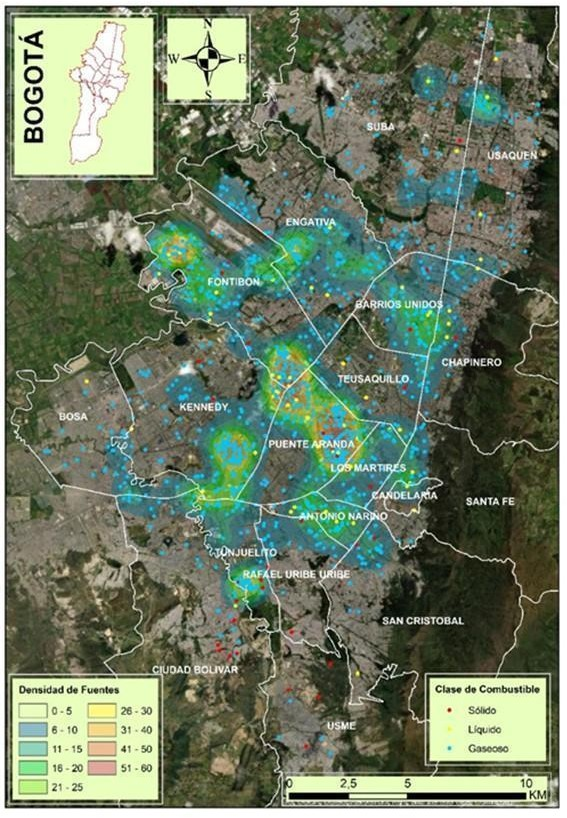 BOGOTÁ
N
W E
S
SUBA
USAQUEN
ENGATIVA
FONTIBON
BARRIOS UNIDOS
CHAPINERO
TEUSAQUILLO
BOSA
KENNEDY
PUENTE ARANDA
LOS MARTIRES
CANDELARIA
SANTA FE
ANTONIO NARIÑO
TUNJUELITO
RAFAEL URIBE URIBE
SAN CRISTOBAL
CIUDAD BOLIVAR
USME
Densidad de Fuentes
0 - 5
6 - 10
11 - 15
16 - 20
21 - 25
26 - 30
31 - 40
41 - 50
51 - 60
Clase de Combustible
Sólido
Líquido
Gaseoso
0 2,5 5 10
KM